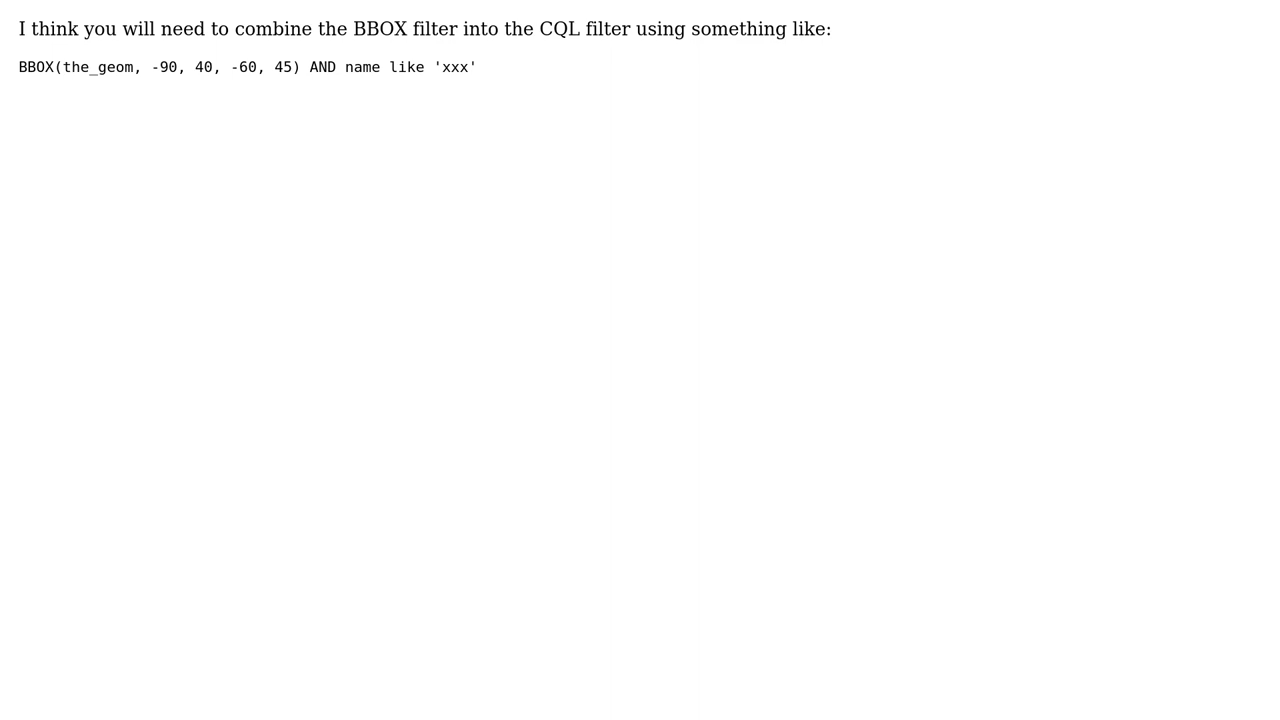 I think you will need to combine the BBOX filter into the CQL filter using something like:
BBOX(the_geom, -90, 40, -60, 45) AND name like 'xxx'